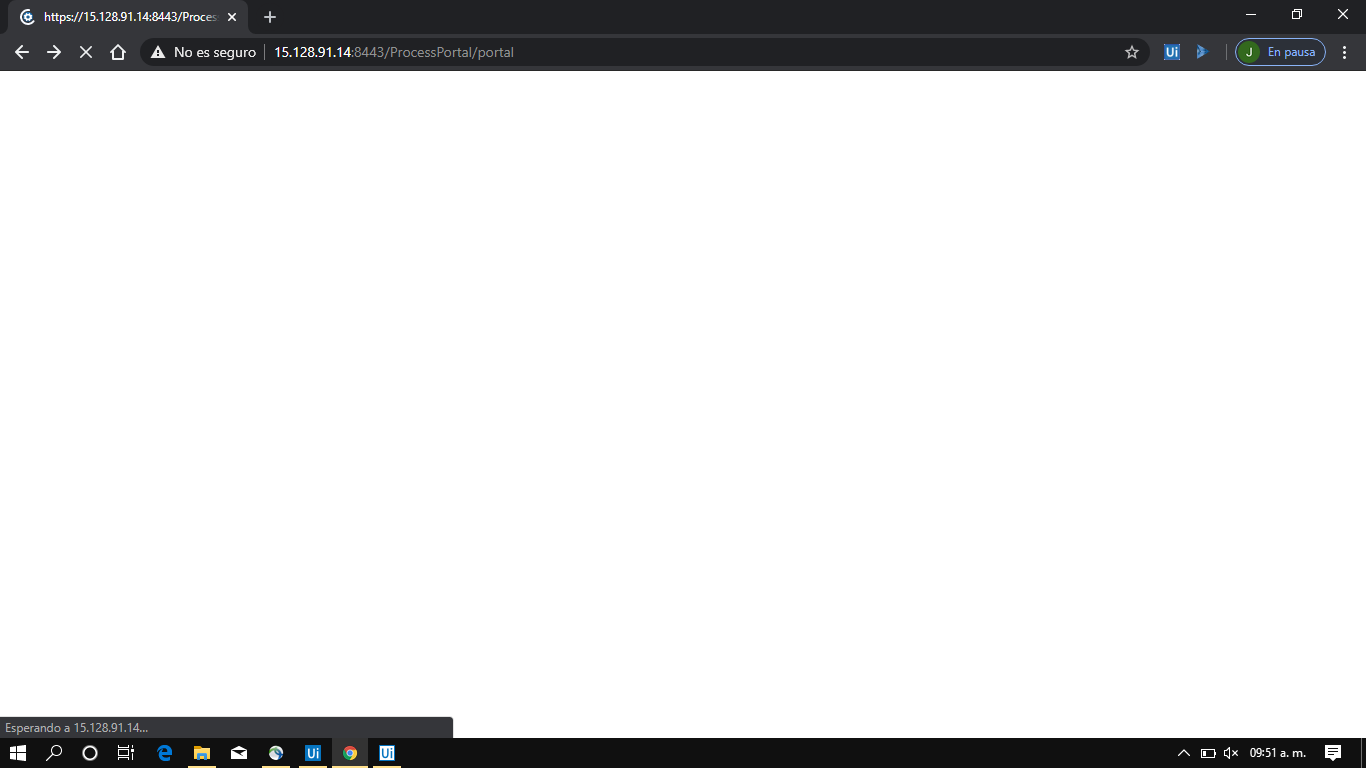 https://15.128.91.14:8443/Proces
No es seguro
15.128.91.14:8443/ProcessPortal/portal
Ui
J
En pausa
Esperando a 15.128.91.14...
Ui
Ui
09:51 a. m.